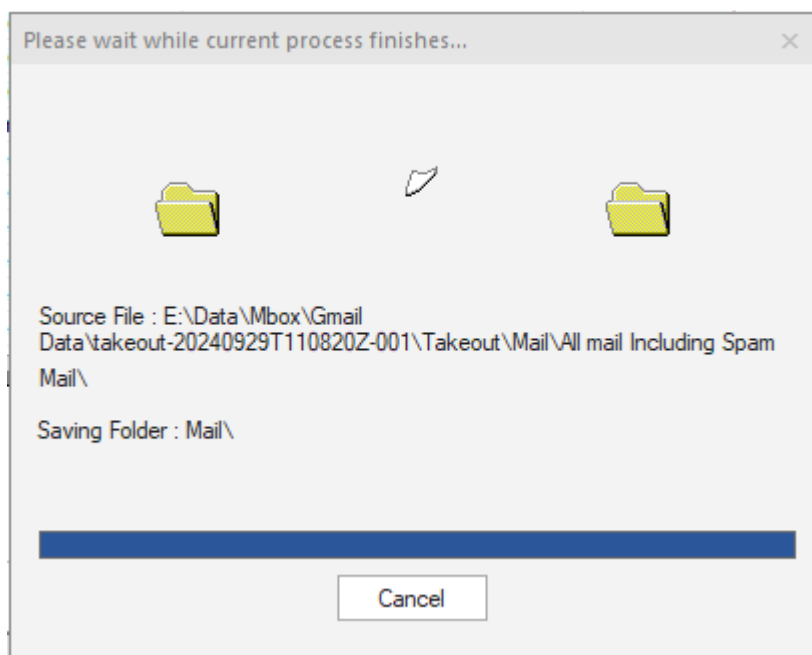 Please wait while current process finishes...
Source File : E:\Data\Mbox\Gmail
Data\takeout-20240929T110820Z-001\Takeout\Mail\All mail Including Spam
Mail\
Saving Folder : Mail\
Cancel